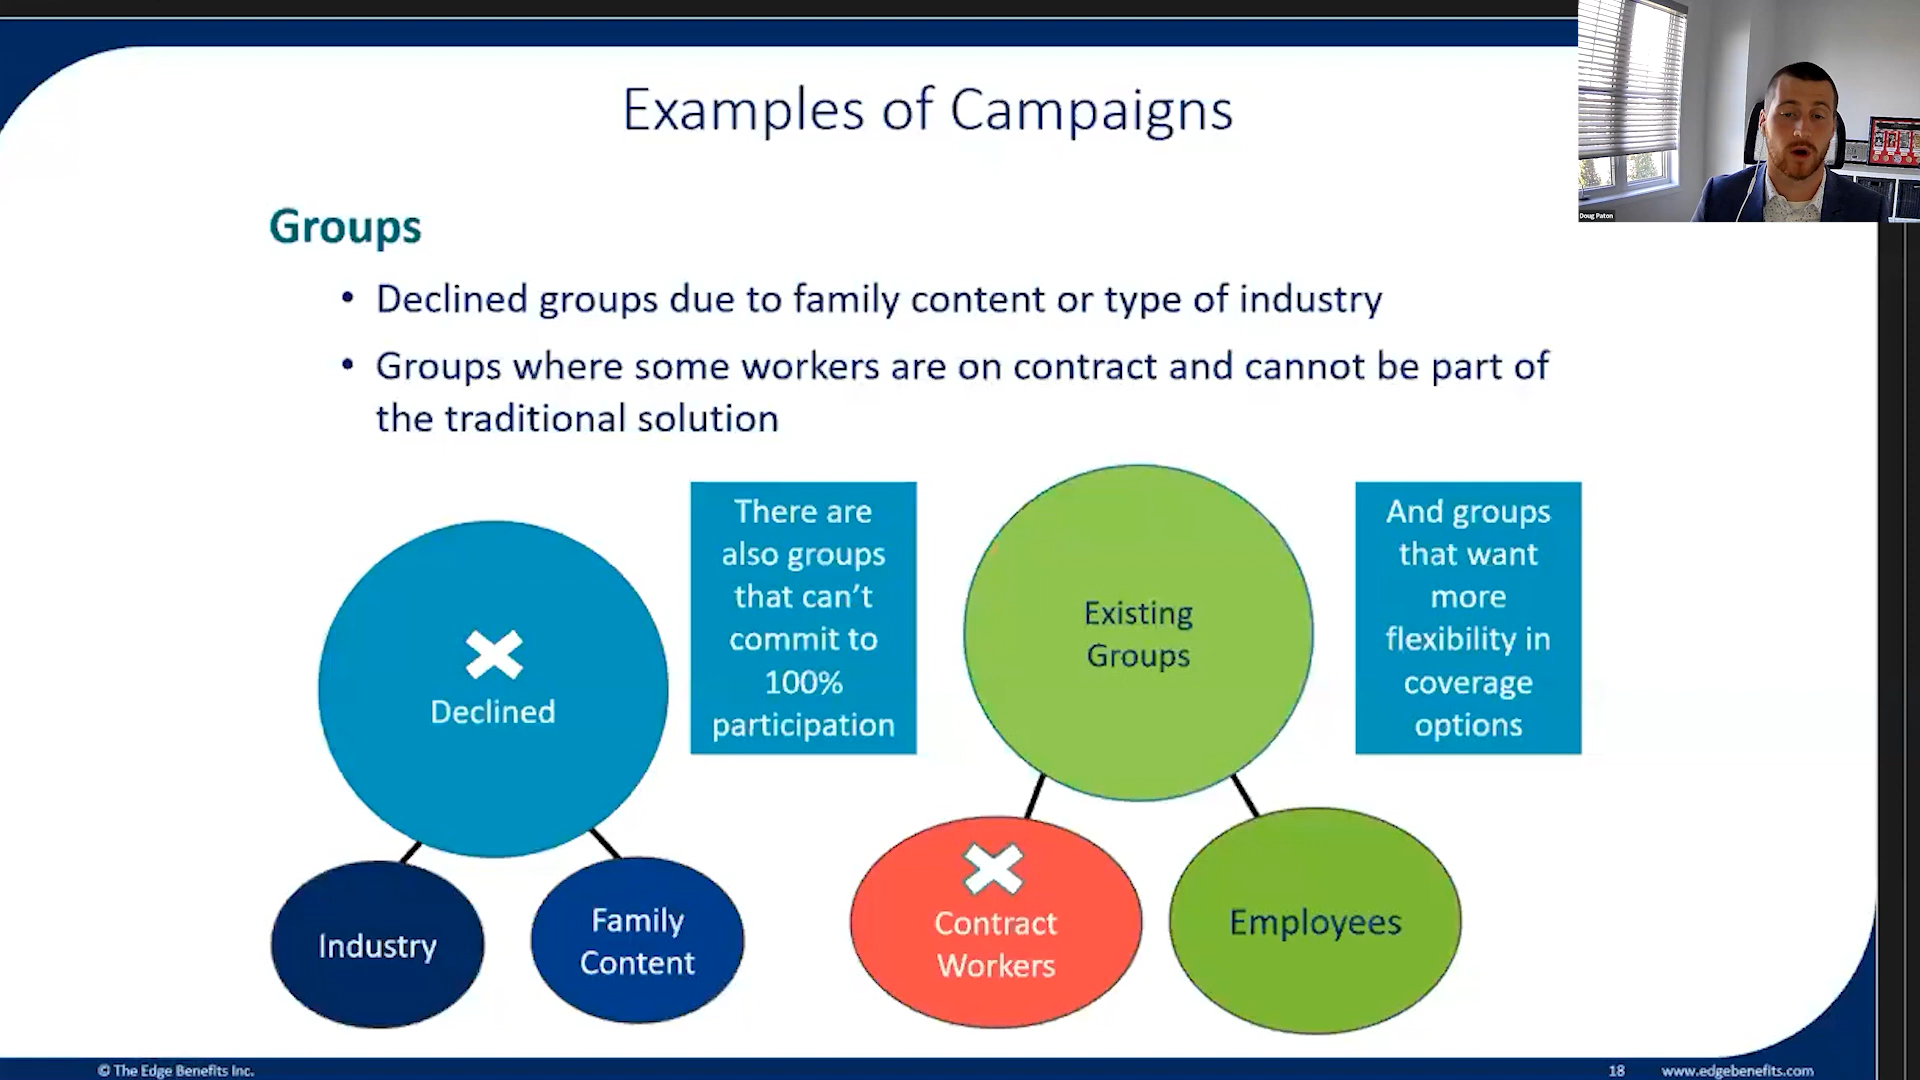 Examples of Campaigns
Doug Paton
Groups
• Declined groups due to family content or type of industry
• Groups where some workers are on contract and cannot be part of
the traditional solution
There are
also groups
that can't
commit to
100%
participation
And groups
that want
more
flexibility in
coverage
options
Declined
Industry
Family
Content
Existing
Groups
Contract
Workers
Employees
© The Edge Benefits Inc.
18
www.edgebenefits.com